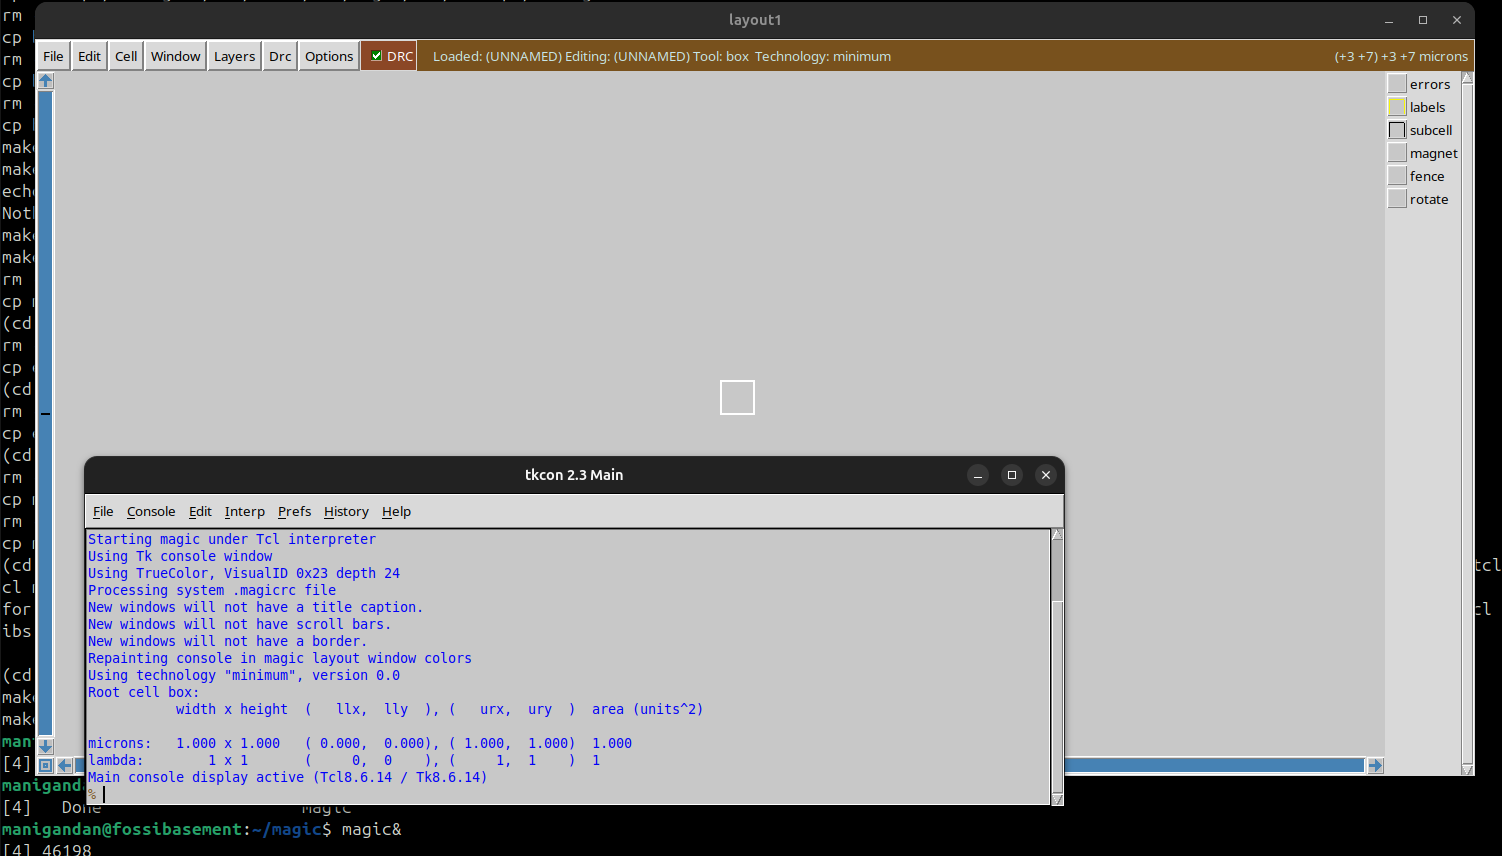 rm
layout1
cp
File Edit Cell Window Layers Drc Options DRC Loaded: (UNNAMED) Editing: (UNNAMED) Tool: box Technology: minimum (+3 +7) +3 +7 microns
rm
cp
errors
rm
labels
cp
subcell
make
magnet
make
fence
echo
rotate
make
make
rm
cp
(cd
rm
cp
(cd
rm
cp
(cd
rm
cp
rm
cp
(cd
tkcon 2.3 Main
File Console Edit Interp Prefs History Help
Starting magic under Tcl interpreter
Using Tk console window
Using TrueColor, VisualID 0x23 depth 24
Processing system .magicrc file
New windows will not have a title caption.
New windows will not have scroll bars.
New windows will not have a border.
Repainting console in magic layout window colors
Using technology "minimum", version 0.0
Root cell box:
width x height ( llx, lly ), ( urx, ury ) area (units^2)
microns: 1.000 x 1.000 ( 0.000, 0.000), ( 1.000, 1.000) 1.000
lambda: 1 x 1 ( 0, 0 ), ( 1, 1 ) 1
Main console display active (Tcl8.6.14 / Tk8.6.14)
%
tcl
cl
for
cl
ibs
(cd
make
make
[4]
manigand
[4] Done magic
manigandan@fossibasement:~/magic$ magic&
[4] 46198